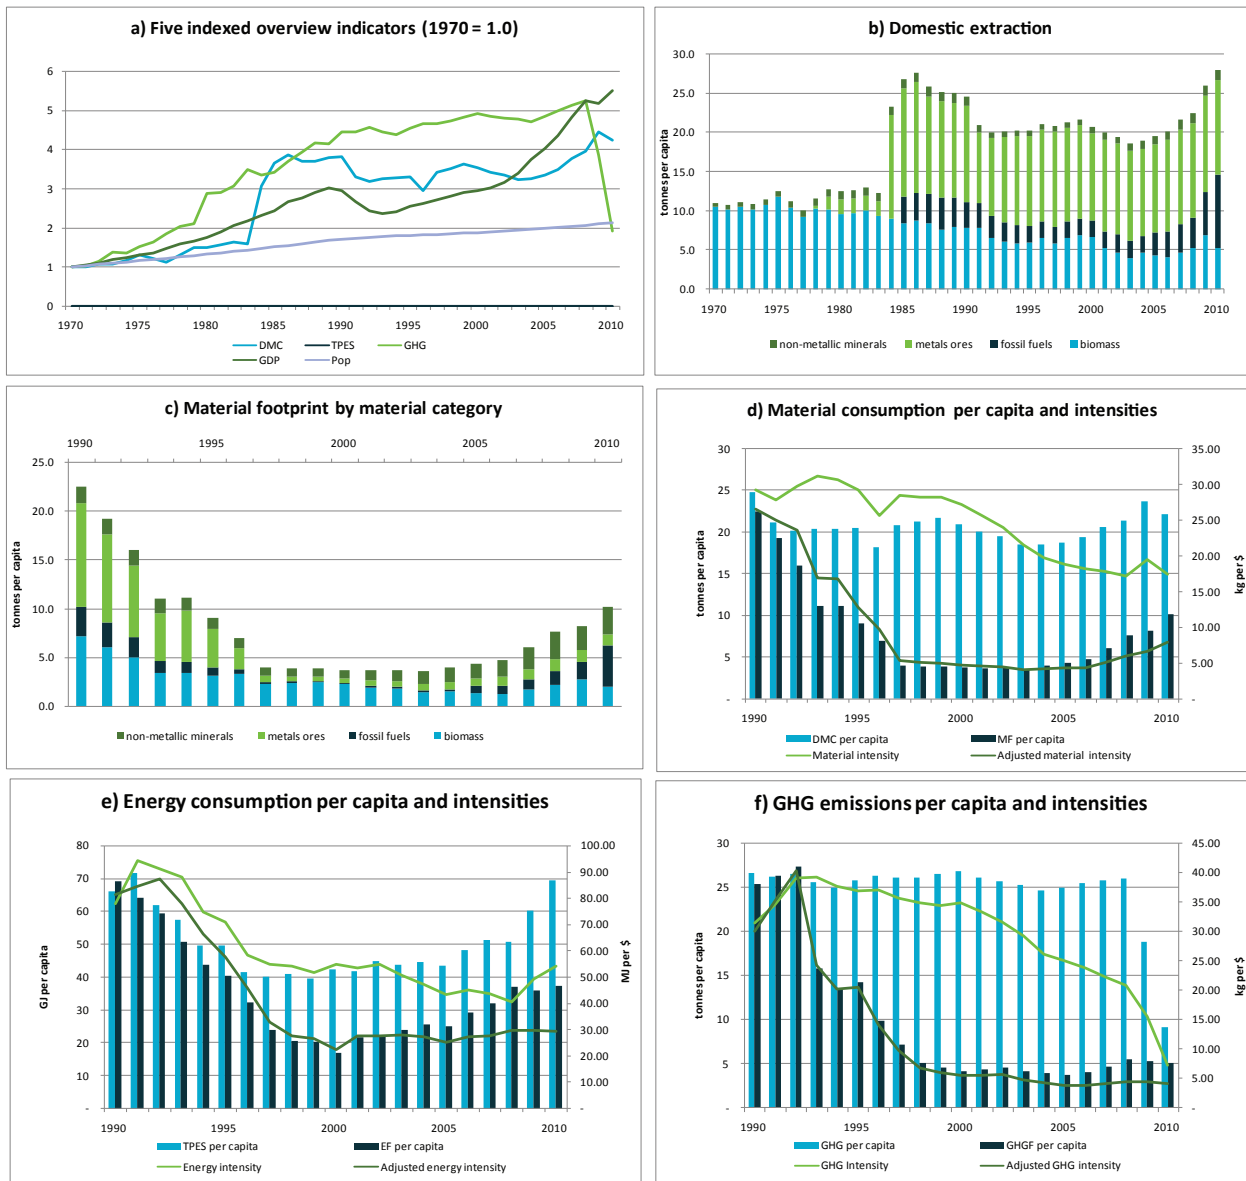 a) Five indexed overview indicators (1970 = 1.0)
6
5
4
3
2
1
0
1970 1975 1980 1985 1990 1995 2000 2005 2010
DMC TPES GHG
GDP Pop
b) Domestic extraction
tonnes per capita
30.0
25.0
20.0
15.0
10.0
5.0
0.0
1970 1975 1980 1985 1990 1995 2000 2005 2010
non-metallic minerals metals ores fossil fuels biomass
c) Material footprint by material category
1990 1995 2000 2005 2010
tonnes per capita
25.0
20.0
15.0
10.0
5.0
0.0
non-metallic minerals metals ores fossil fuels biomass
d) Material consumption per capita and intensities
tonnes per capita
30
25
20
15
10
5
-
35.00
30.00
25.00
20.00
15.00
10.00
5.00
-
kg per $
1990 1995 2000 2005 2010
DMC per capita MF per capita
Material intensity Adjusted material intensity
e) Energy consumption per capita and intensities
GJ per capita
80
70
60
50
40
30
20
10
-
100.00
90.00
80.00
70.00
60.00
50.00
40.00
30.00
20.00
10.00
-
MJ per $
1990 1995 2000 2005 2010
TPES per capita EF per capita
Energy intensity Adjusted energy intensity
f) GHG emissions per capita and intensities
tonnes per capita
30
25
20
15
10
5
-
45.00
40.00
35.00
30.00
25.00
20.00
15.00
10.00
5.00
-
kg per $
1990 1995 2000 2005 2010
GHG per capita GHGF per capita
GHG Intensity Adjusted GHG intensity